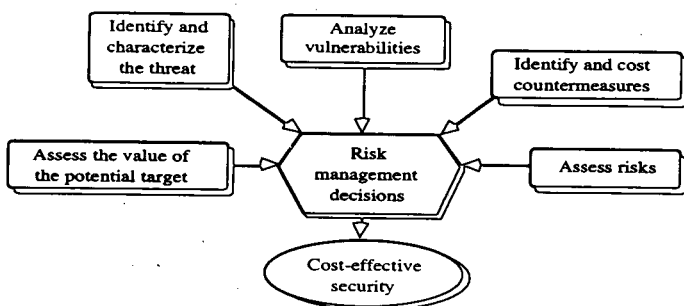 Identify and
characterize
the threat
Analyze
vulnerabilities
Identify and cost
countermeasures
Assess the value of
the potential target
Risk
management
decisions
Assess risks
Cost-effective
security